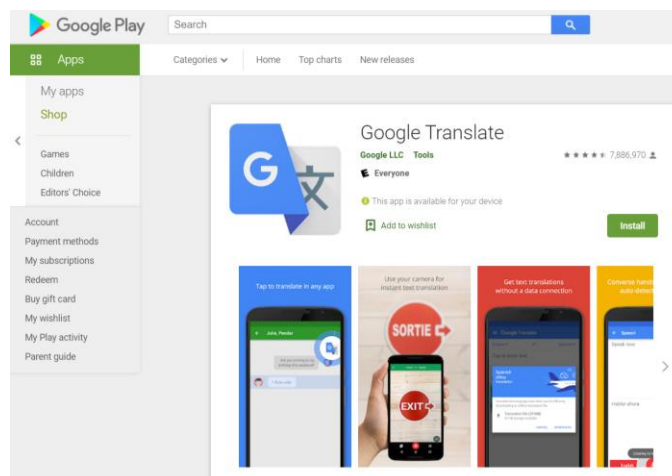 Google Play
Search
Apps
Categories
Home
Top charts
New releases
My apps
Shop
Games
Children
Editors' Choice
Account
Payment methods
My subscriptions
Redeem
Buy gift card
My wishlist
My Play activity
Parent guide
G
文
Google Translate
Google LLC Tools
7,886,970
E Everyone
This app is available for your device
Add to wishlist
Install
Tap to translate in any app
Use your camera for
instant text translation
SORTIE
EXIT
Get text translations
without a data connection
Google Translate
Converse
auto-detec
Speech